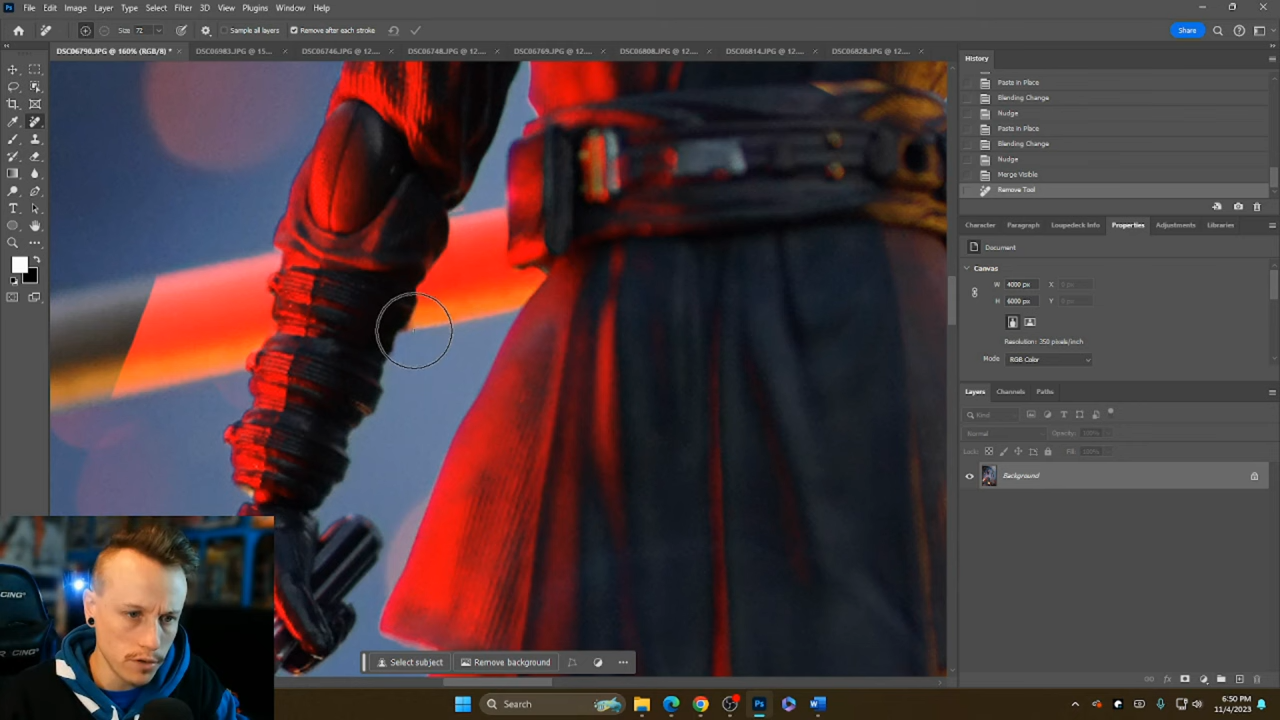 Ps File Edit Image Layer Type Select Filter 3D View Plugins Window Help
Size: 72 Sample all layers Remove after each stroke Share
DSC06790.JPG @ 160% (RGB/8) * × DSC06983.JPG @ 15... × DSC06746.JPG @ 12.... × DSC06748.JPG @ 12.... × DSC06769.JPG @ 12.... × DSC06808.JPG @ 12.... × DSC06814.JPG @ 12.... × DSC06828.JPG @ 12.... ×
History
Paste in Place
Blending Change
Nudge
Paste in Place
Blending Change
Nudge
Merge Visible
Remove Tool
Character Paragraph Loupedeck Info Properties Adjustments Libraries
Document
Canvas
W 4000 px X 0 px
H 6000 px Y 0 px
Resolution: 350 pixels/inch
Mode RGB Color
Layers Channels Paths
Kind
Normal Opacity: 100%
Lock: Fill: 100%
Background
CING
CING
Select subject Remove background
Search
6:50 PM
11/4/2023